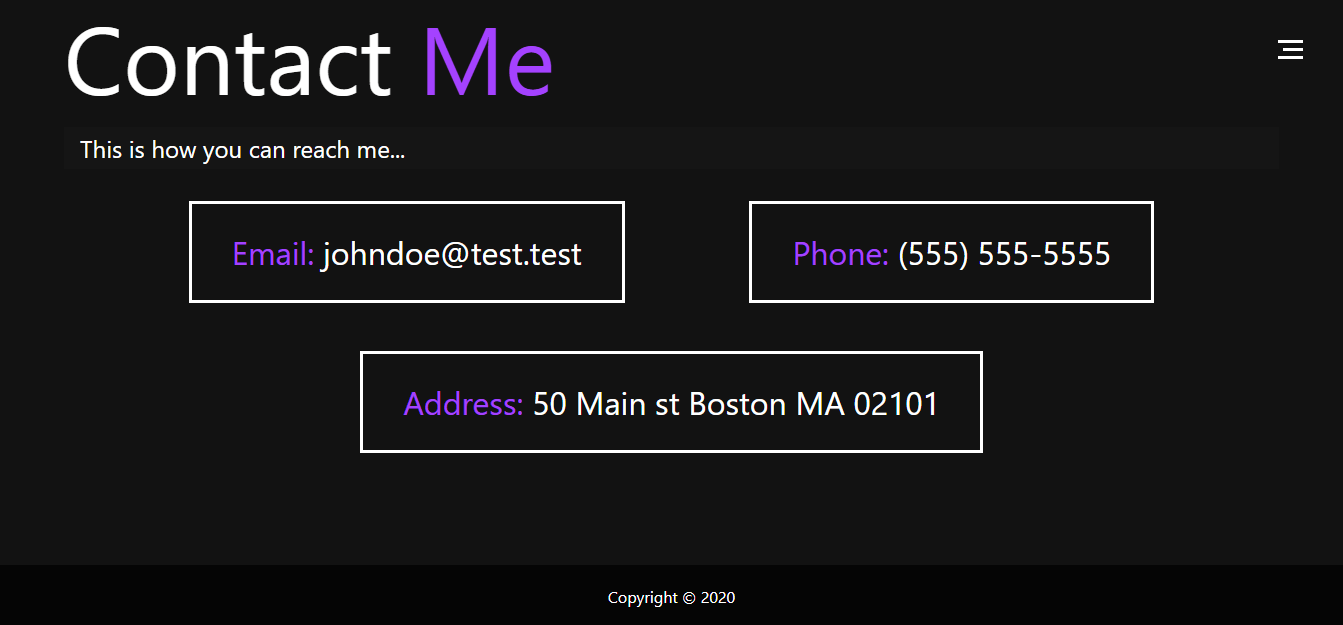 Contact Me
This is how you can reach me...
Email: johndoe@test.test
Phone: (555) 555-5555
Address: 50 Main st Boston MA 02101
Copyright © 2020